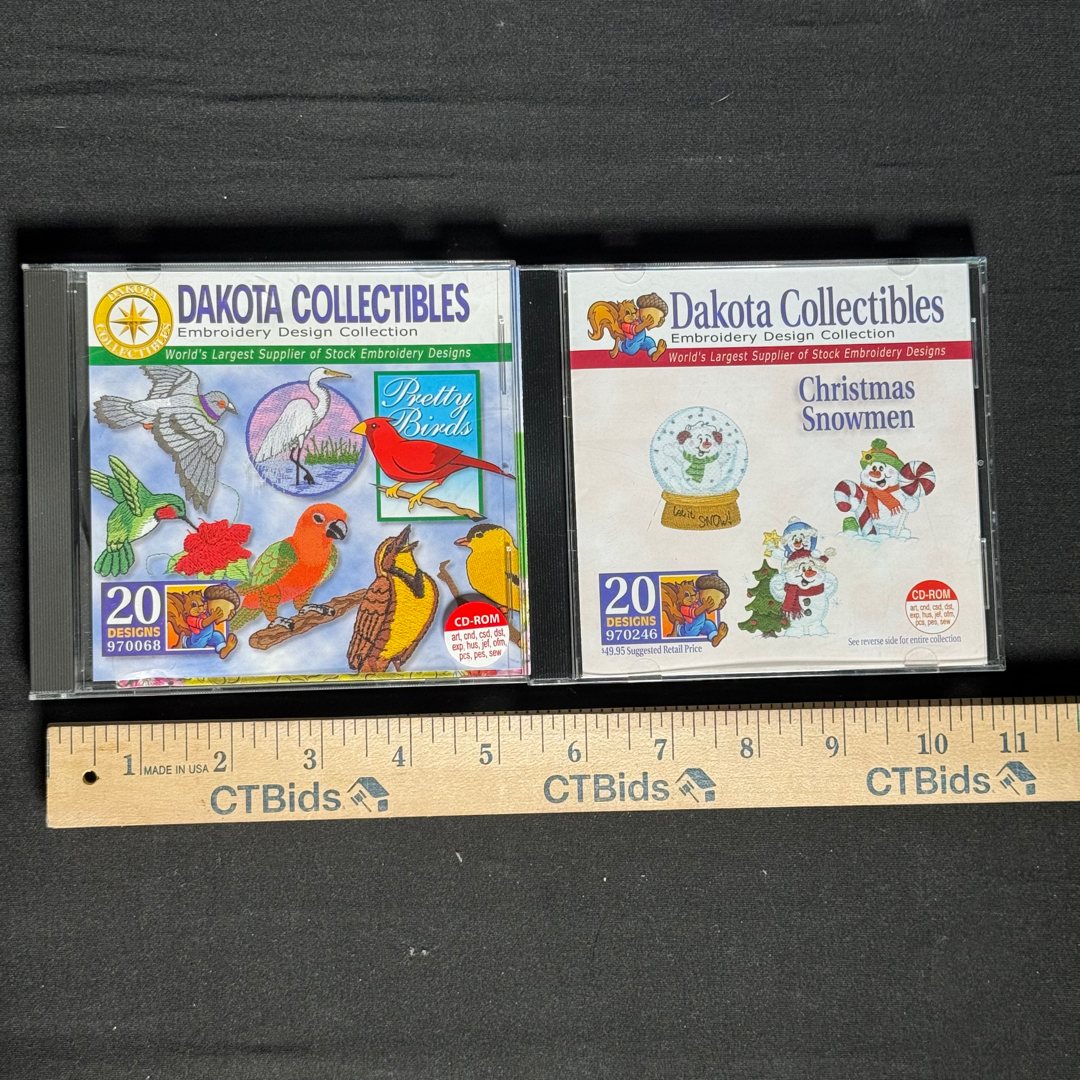 DAKOTA COLLECTIBLES
DAKOTA COLLECTIBLES
Embroidery Design Collection
World's Largest Supplier of Stock Embroidery Designs
Pretty
Birds
20
DESIGNS
970068
CD-ROM
art, cnd, csd, dst,
exp, hus, jef, ofm,
pcs, pes, sew
Dakota Collectibles
Embroidery Design Collection
World's Largest Supplier of Stock Embroidery Designs
Christmas
Snowmen
Let it SNOW!
20
DESIGNS
970246
$49.95 Suggested Retail Price
CD-ROM
art, cnd, csd, dst,
exp, hus, jef, ofm,
pcs, pes, sew
See reverse side for entire collection
1 MADE IN USA 2 3 4 5 6 7 8 9 10 11
CTBids CTBids CTBids